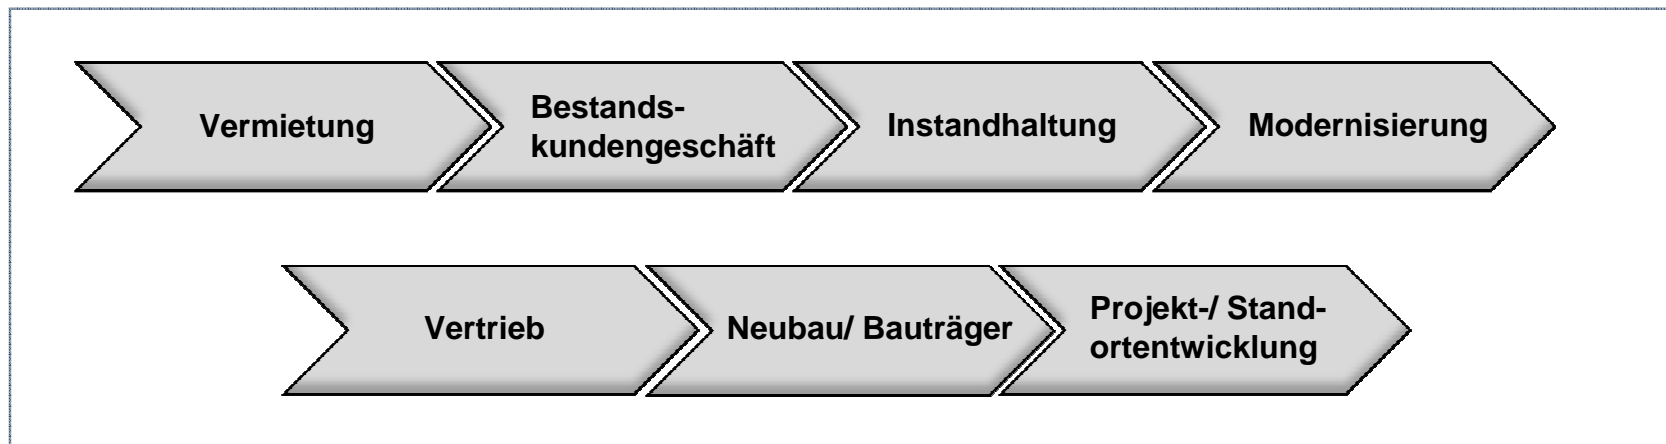 Vermietung
Bestands-
kundengeschäft
Instandhaltung
Modernisierung
Vertrieb
Neubau/ Bauträger
Projekt-/ Stand-
ortentwicklung